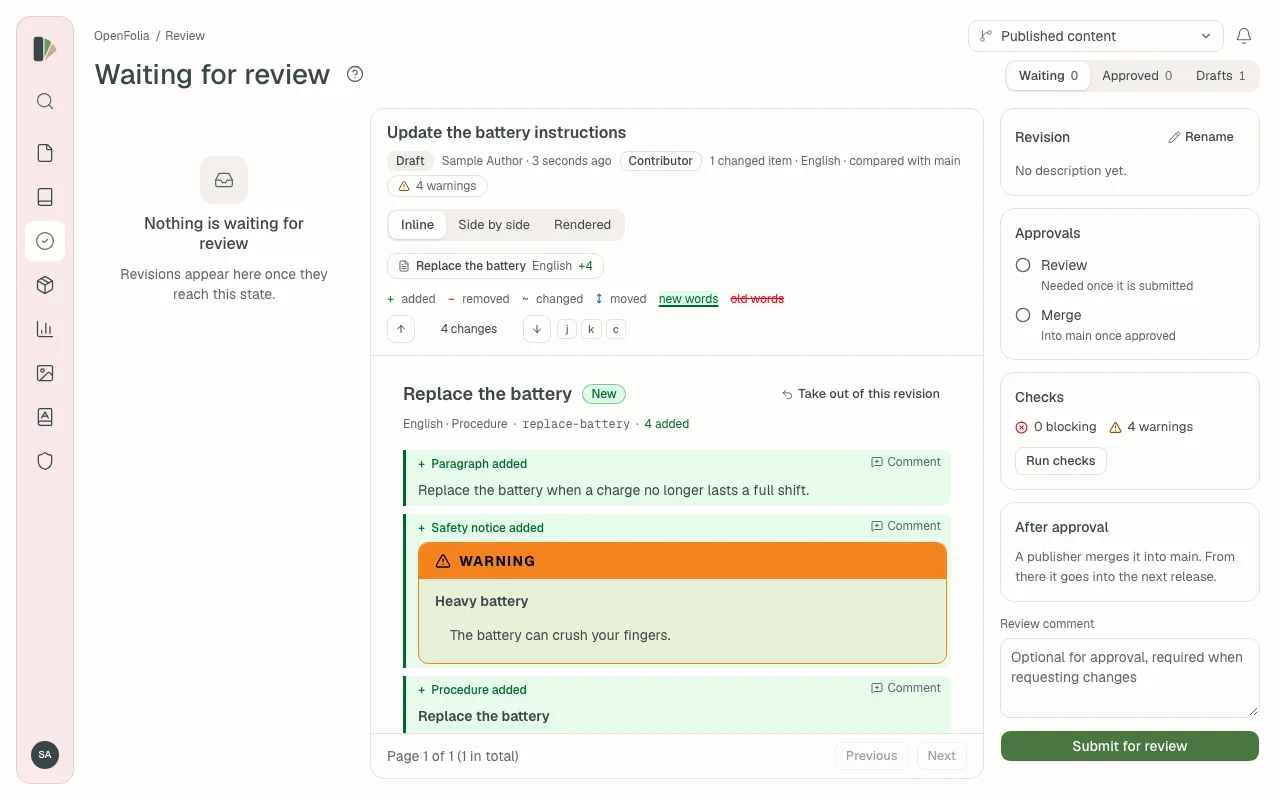 OpenFolia / Review
Published content
Waiting for review
Waiting 0 Approved 0 Drafts 1
Nothing is waiting for
review
Revisions appear here once they
reach this state.
Update the battery instructions
Draft Sample Author · 3 seconds ago Contributor 1 changed item · English · compared with main
4 warnings
Inline Side by side Rendered
Replace the battery English +4
+ added − removed ~ changed ↕ moved new words old words
↑ 4 changes ↓ j k c
Replace the battery New Take out of this revision
English · Procedure · replace-battery · 4 added
+ Paragraph added Comment
Replace the battery when a charge no longer lasts a full shift.
+ Safety notice added Comment
WARNING
Heavy battery
The battery can crush your fingers.
+ Procedure added Comment
Replace the battery
Page 1 of 1 (1 in total) Previous Next
Revision Rename
No description yet.
Approvals
Review
Needed once it is submitted
Merge
Into main once approved
Checks
0 blocking 4 warnings
Run checks
After approval
A publisher merges it into main. From
there it goes into the next release.
Review comment
Optional for approval, required when
requesting changes
Submit for review
SA